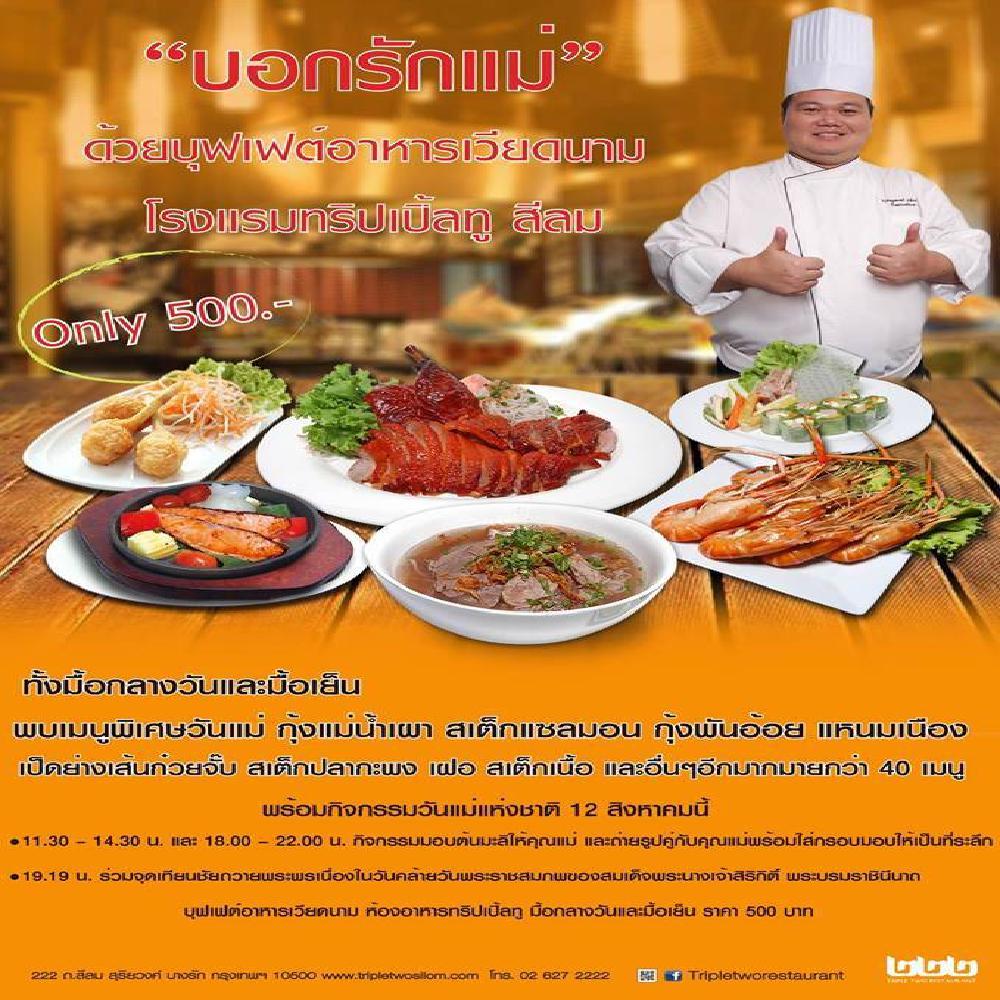 “บอกรักแม่”
ด้วยบุฟเฟต์อาหารเวียดนาม
โรงแรมทริปเปิ้ลทู สีลม
Only 500.-
ทั้งมื้อกลางวันและมื้อเย็น
พบเมนูพิเศษวันแม่ กุ้งแม่น้ำเผา สเต็กแซลมอน กุ้งพันอ้อย แหนมเนือง
เป็ดย่างเส้นก๋วยจั๊บ สเต็กปลากะพง เฝอ สเต็กเนื้อ และอื่นๆอีกมากมายกว่า 40 เมนู
พร้อมกิจกรรมวันแม่แห่งชาติ 12 สิงหาคมนี้
• 11.30 – 14.30 น. และ 18.00 – 22.00 น. กิจกรรมมอบต้นมะลิให้คุณแม่ และถ่ายรูปคู่กับคุณแม่พร้อมใส่กรอบมอบให้เป็นที่ระลึก
• 19.19 น. ร่วมจุดเทียนชัยถวายพระพรเนื่องในวันคล้ายวันพระราชสมภพของสมเด็จพระนางเจ้าสิริกิติ์ พระบรมราชินีนาถ
บุฟเฟต์อาหารเวียดนาม ห้องอาหารทริปเปิ้ลทู มื้อกลางวันและมื้อเย็น ราคา 500 บาท
222 ถ.สีลม สุริยวงศ์ บางรัก กรุงเทพฯ 10500 www.tripletwosilom.com โทร. 02 627 2222 Tripletworestaurant
๒๒๒
TRIPLE TWO RESTAURANT